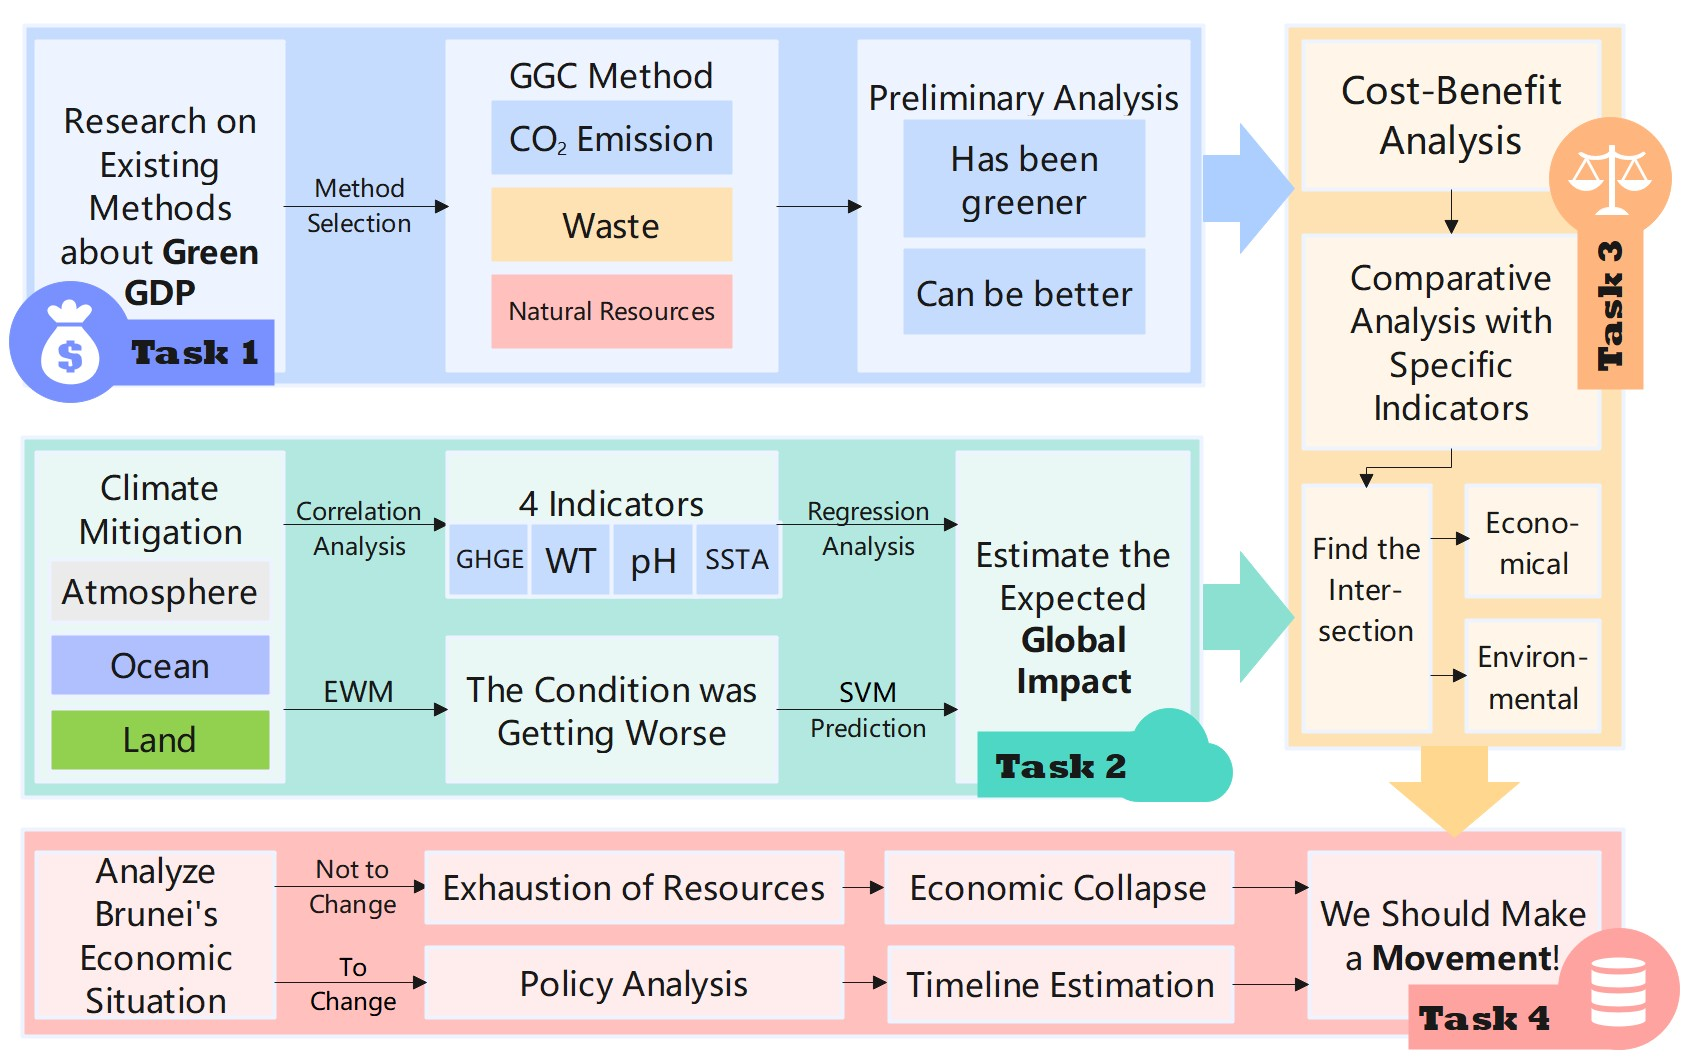 Research on
Existing
Methods
about Green
GDP
Task 1
Method
Selection
GGC Method
CO₂ Emission
Waste
Natural Resources
Preliminary Analysis
Has been
greener
Can be better
Climate
Mitigation
Atmosphere
Ocean
Land
Correlation
Analysis
EWM
4 Indicators
GHGE
WT
pH
SSTA
The Condition was
Getting Worse
Regression
Analysis
SVM
Prediction
Estimate the
Expected
Global
Impact
Task 2
Cost-Benefit
Analysis
Task 3
Comparative
Analysis with
Specific
Indicators
Find the
Inter-
section
Econo-
mical
Environ-
mental
Analyze
Brunei's
Economic
Situation
Not to
Change
Exhaustion of Resources
Economic Collapse
To
Change
Policy Analysis
Timeline Estimation
We Should Make
a Movement!
Task 4